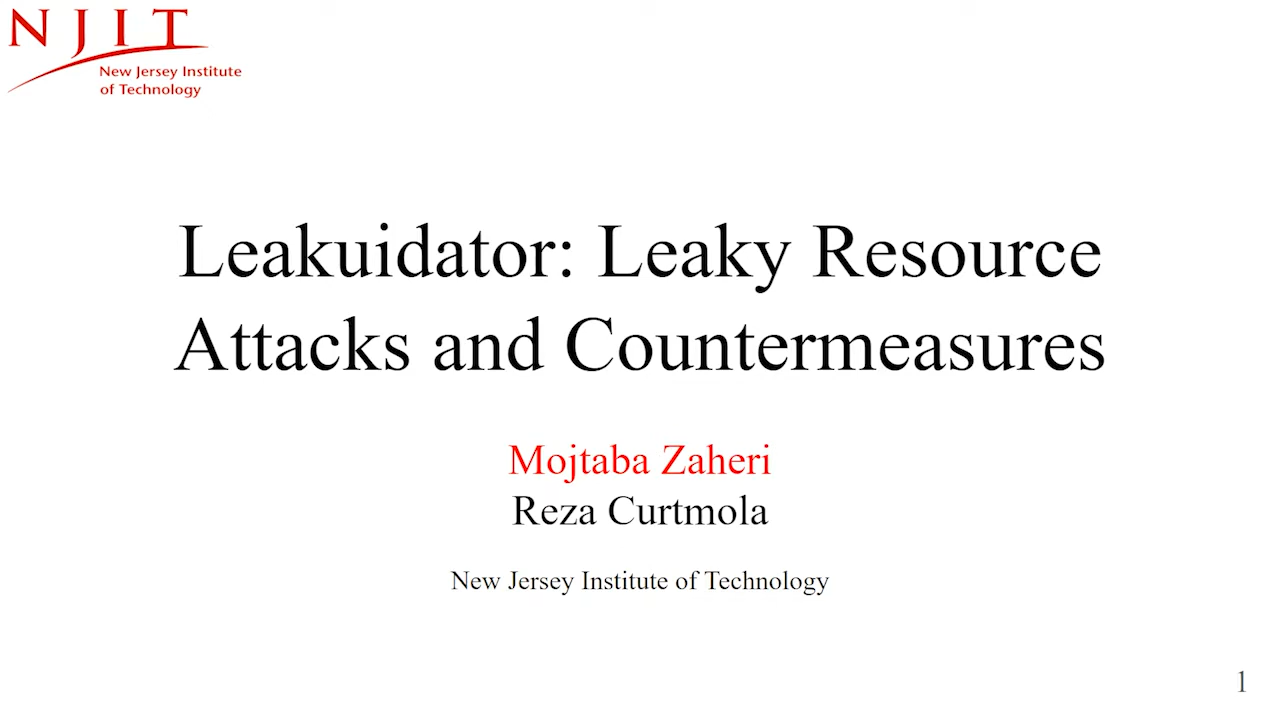 NJIT
New Jersey Institute
of Technology
Leakuidator: Leaky Resource
Attacks and Countermeasures
Mojtaba Zaheri
Reza Curtmola
New Jersey Institute of Technology
1